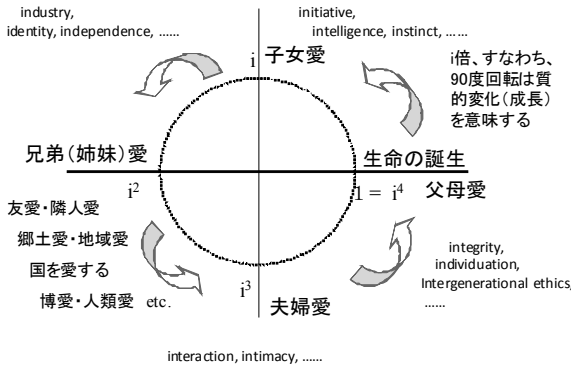 industry,
identity, independence, ......
initiative,
intelligence, instinct, ......
i
子女愛
i倍、すなわち、
90度回転は質
的変化(成長)
を意味する
兄弟(姉妹)愛
生命の誕生
i²
1 = i⁴
父母愛
友愛・隣人愛
郷土愛・地域愛
国を愛する
博愛・人類愛 etc.
integrity,
individuation,
Intergenerational ethics,
......
i³
夫婦愛
interaction, intimacy, ......